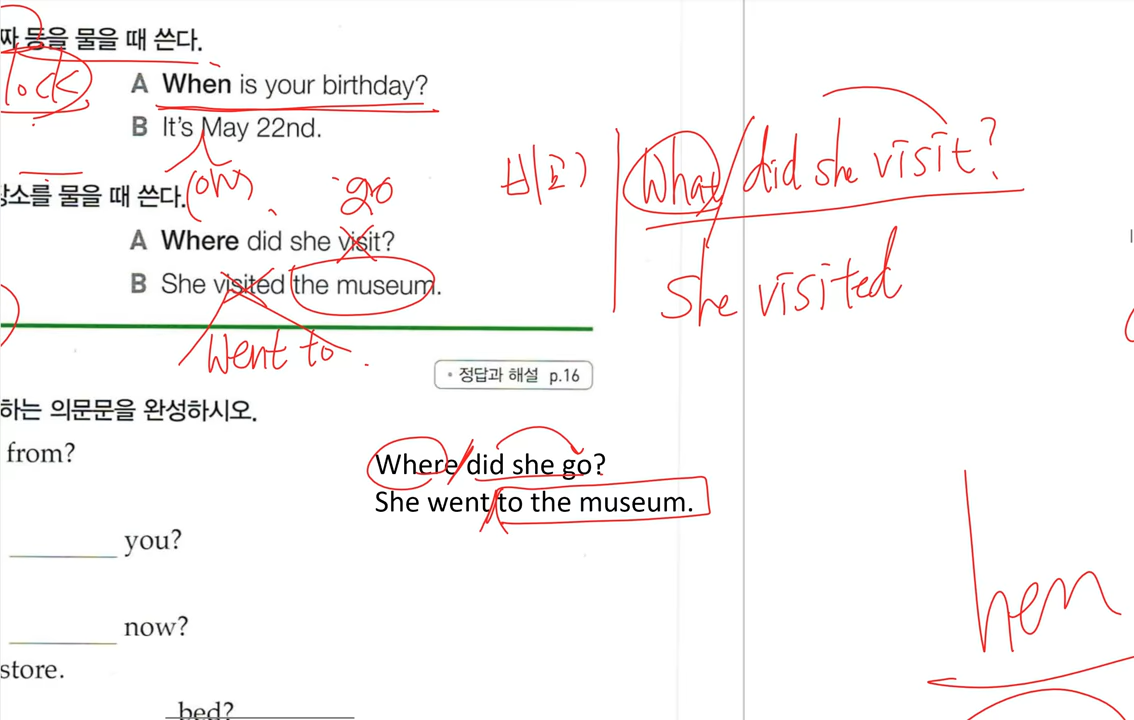 짜 등을 물을 때 쓴다.
lock
A When is your birthday?
B It's May 22nd.
(on)
장소를 물을 때 쓴다.
go
A Where did she visit?
B She visited the museum.
went to
비교)
What / did she visit?
She visited
• 정답과 해설 p.16
하는 의문문을 완성하시오.
from?
Where did she go?
She went to the museum.
you?
now?
store.
bed?
hen